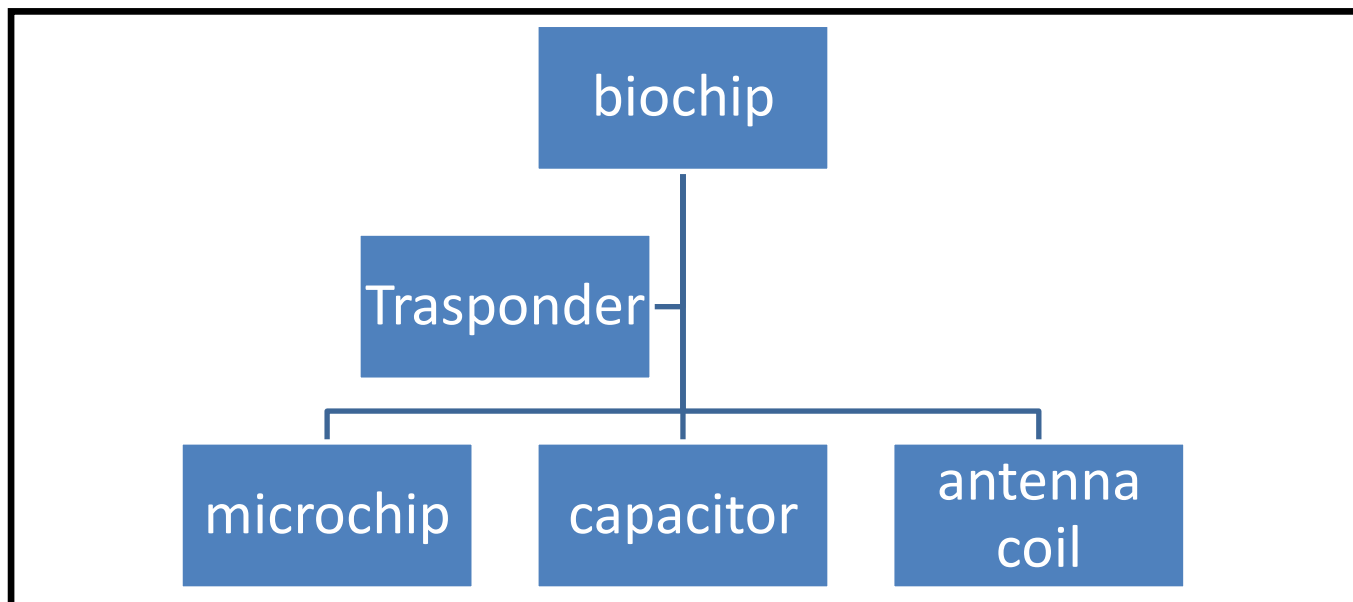 biochip
Trasponder
microchip
capacitor
antenna
coil